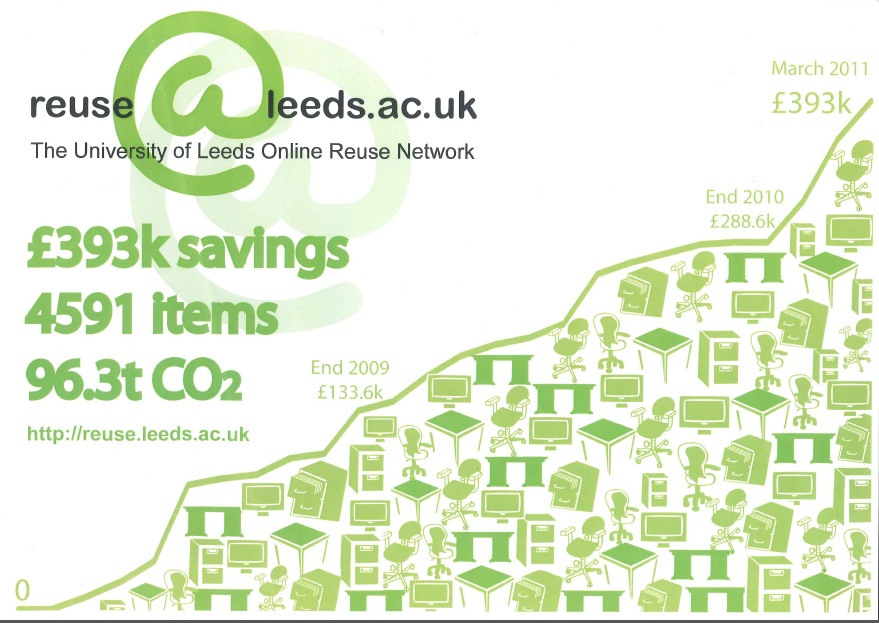 reuse@leeds.ac.uk
The University of Leeds Online Reuse Network
£393k savings
4591 items
96.3t CO2
http://reuse.leeds.ac.uk
0
End 2009
£133.6k
End 2010
£288.6k
March 2011
£393k